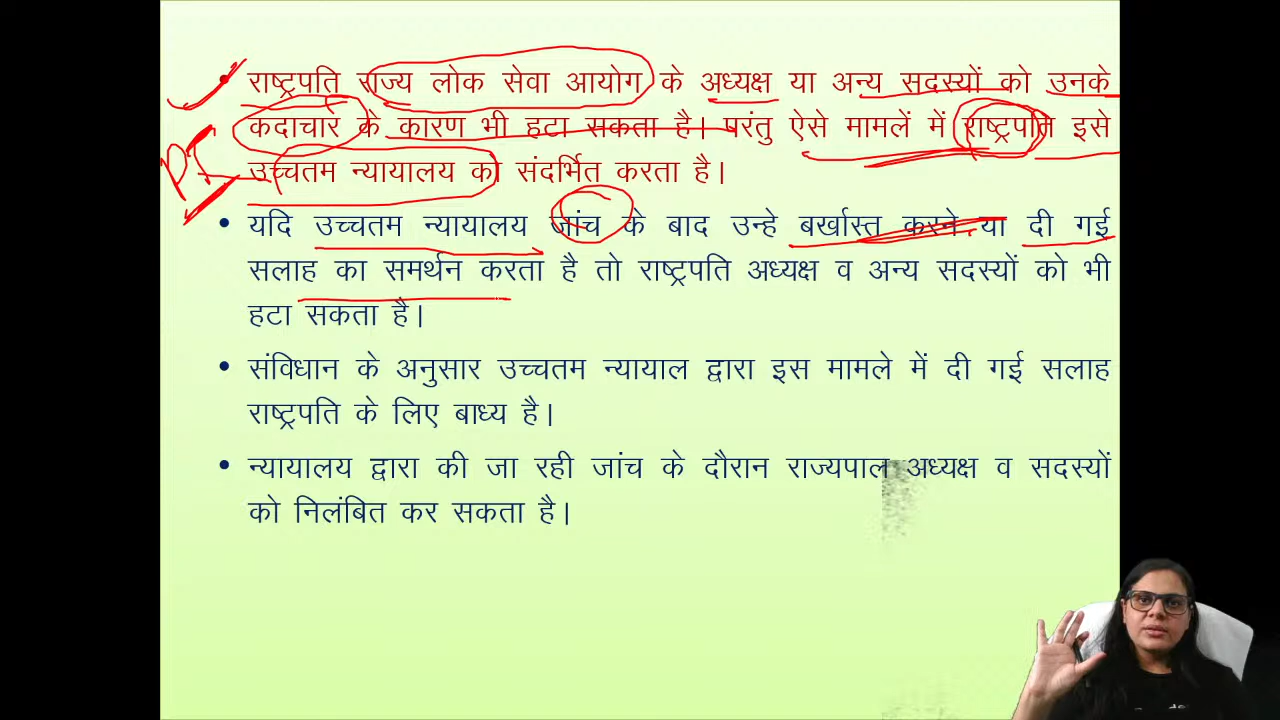 राष्ट्रपति राज्य लोक सेवा आयोग के अध्यक्ष या अन्य सदस्यों को उनके
कदाचार के कारण भी हटा सकता है। परंतु ऐसे मामलें में राष्ट्रपति इसे
उच्चतम न्यायालय को संदर्भित करता है।
• यदि उच्चतम न्यायालय जांच के बाद उन्हे बर्खास्त करने या दी गई
सलाह का समर्थन करता है तो राष्ट्रपति अध्यक्ष व अन्य सदस्यों को भी
हटा सकता है।
• संविधान के अनुसार उच्चतम न्यायाल द्वारा इस मामले में दी गई सलाह
राष्ट्रपति के लिए बाध्य है।
• न्यायालय द्वारा की जा रही जांच के दौरान राज्यपाल अध्यक्ष व सदस्यों
को निलंबित कर सकता है।